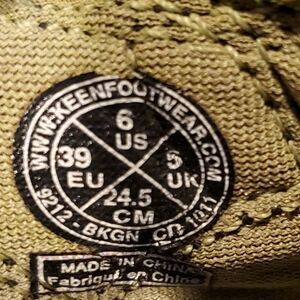 WWW.KEENFOOTWEAR.COM
6
US
39
EU
5
UK
24.5
CM
9212 - BKGN CD-1011
MADE IN CHINA
Fabriqué en Chine